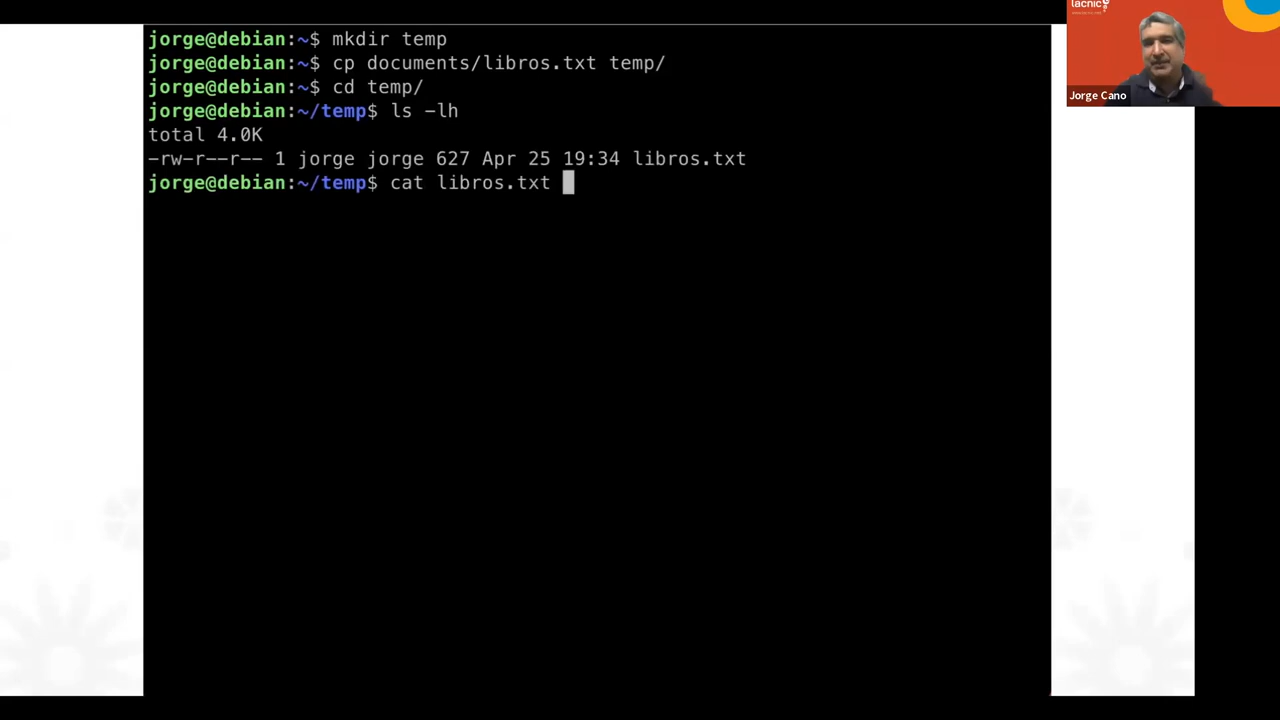 jorge@debian:~$ mkdir temp
jorge@debian:~$ cp documents/libros.txt temp/
jorge@debian:~$ cd temp/
jorge@debian:~/temp$ ls -lh
total 4.0K
-rw-r--r-- 1 jorge jorge 627 Apr 25 19:34 libros.txt
jorge@debian:~/temp$ cat libros.txt
lacnic
Jorge Cano